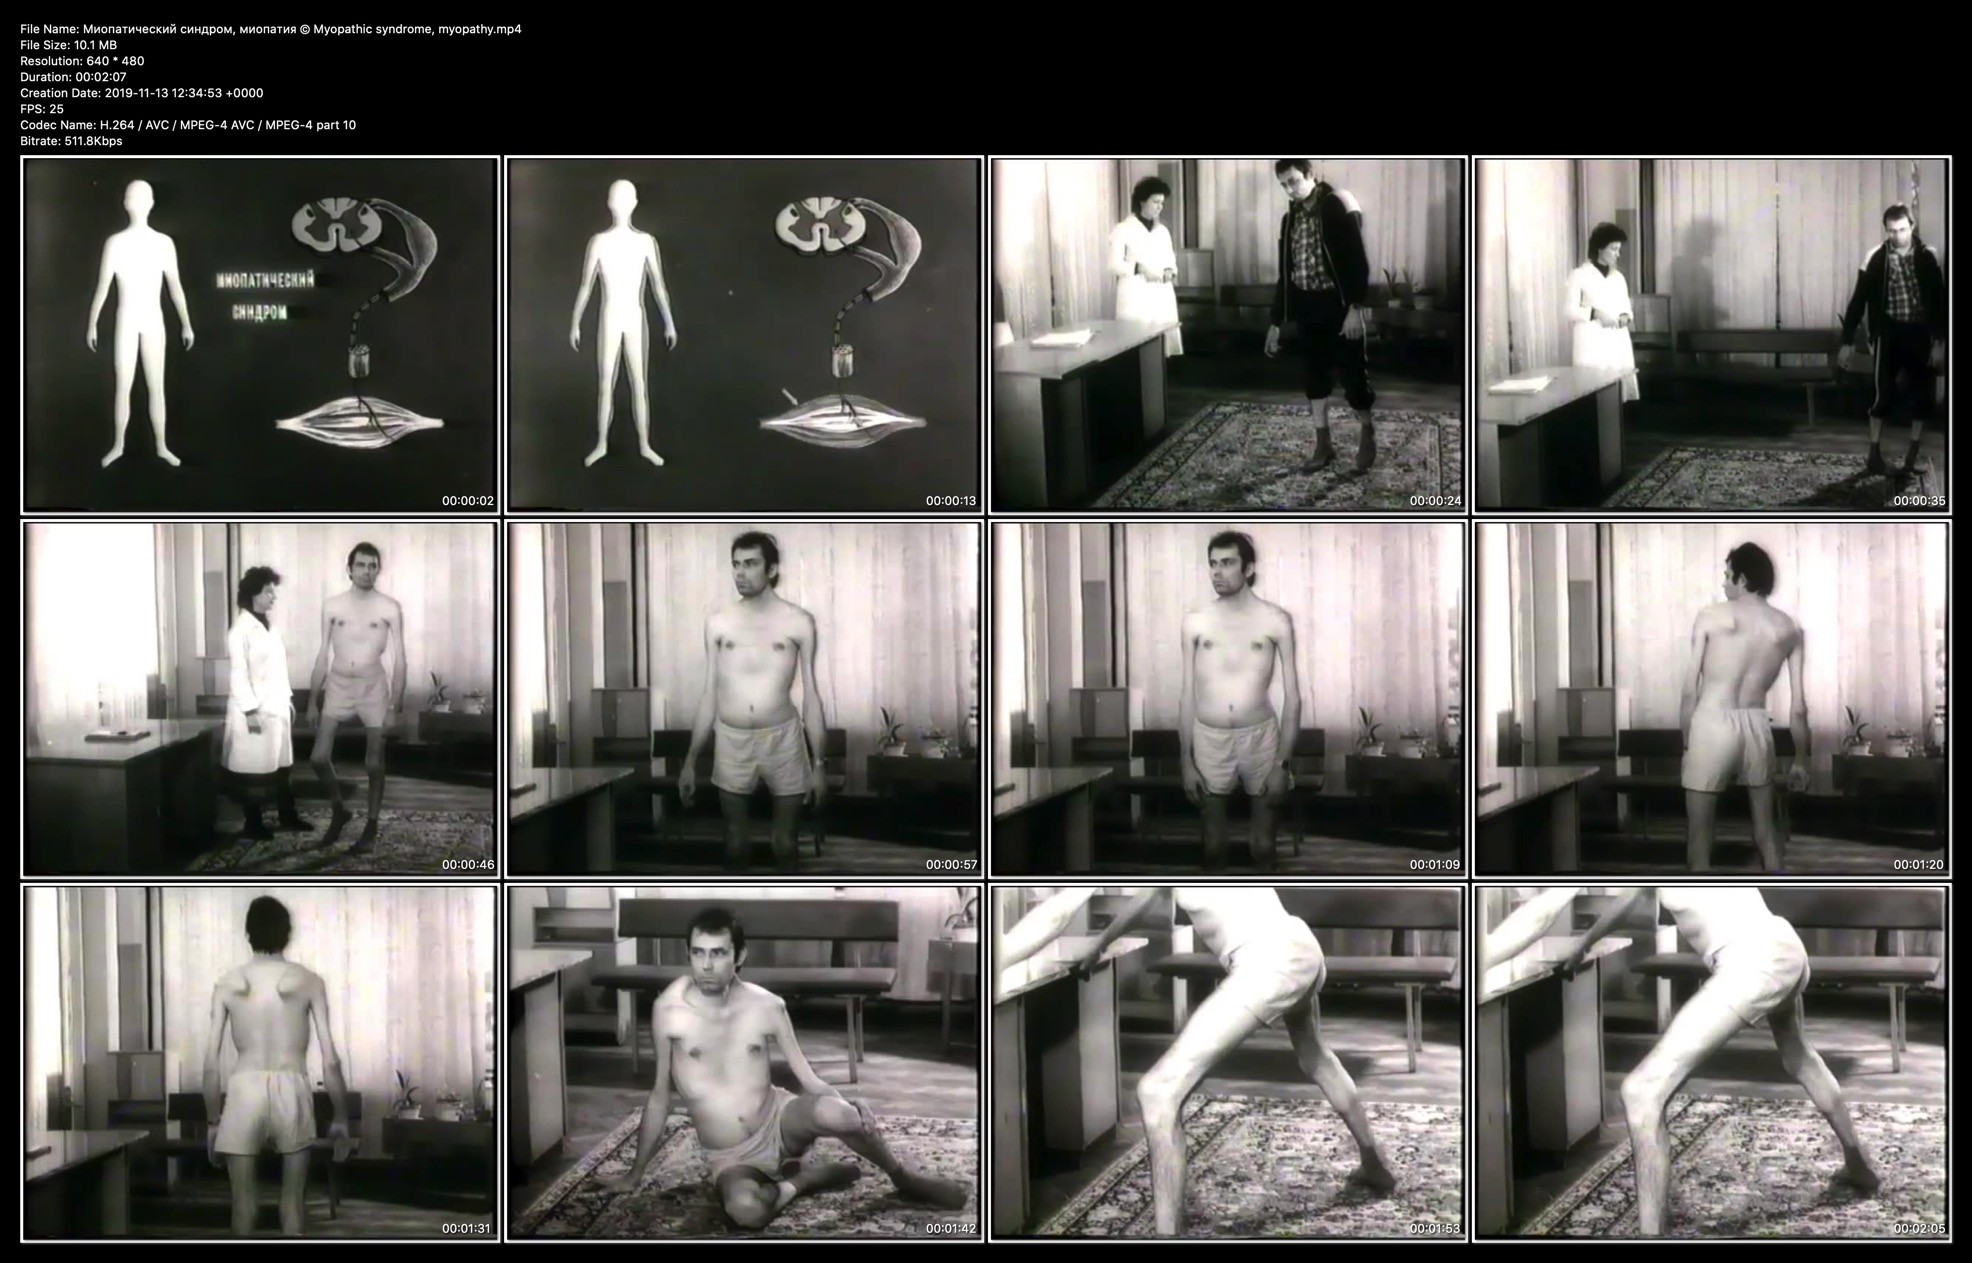 File Name: Миопатический синдром, миопатия © Myopathic syndrome, myopathy.mp4
File Size: 10.1 MB
Resolution: 640 * 480
Duration: 00:02:07
Creation Date: 2019-11-13 12:34:53 +0000
FPS: 25
Codec Name: H.264 / AVC / MPEG-4 AVC / MPEG-4 part 10
Bitrate: 511.8Kbps
МИОПАТИЧЕСКИЙ
СИНДРОМ
00:00:02
00:00:13
00:00:24
00:00:35
00:00:46
00:00:57
00:01:09
00:01:20
00:01:31
00:01:42
00:01:53
00:02:05